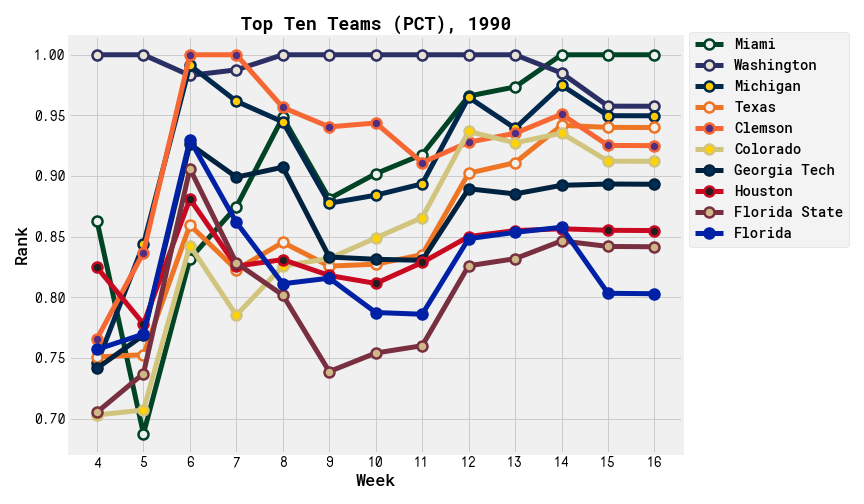 Top Ten Teams (PCT), 1990
1.00
0.95
0.90
0.85
0.80
0.75
0.70
Rank
4 5 6 7 8 9 10 11 12 13 14 15 16
Week
Miami
Washington
Michigan
Texas
Clemson
Colorado
Georgia Tech
Houston
Florida State
Florida